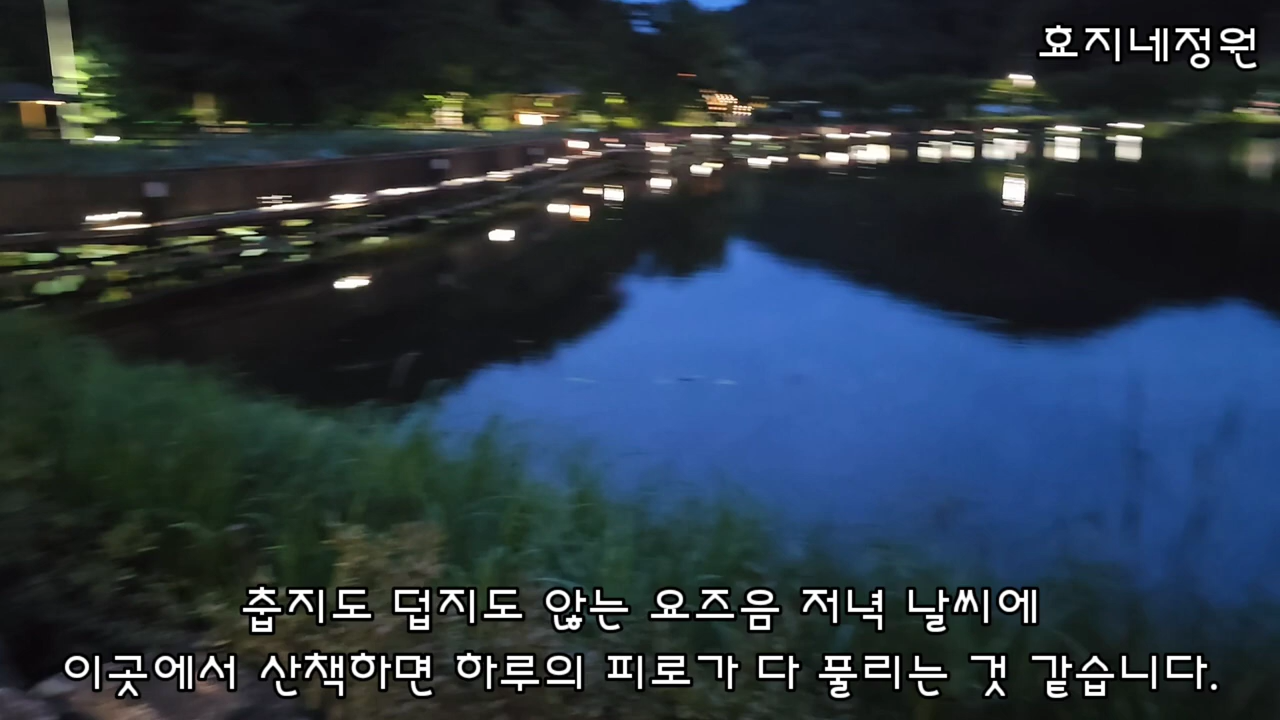 효지네정원
춥지도 덥지도 않는 요즈음 저녁 날씨에
이곳에서 산책하면 하루의 피로가 다 풀리는 것 같습니다.